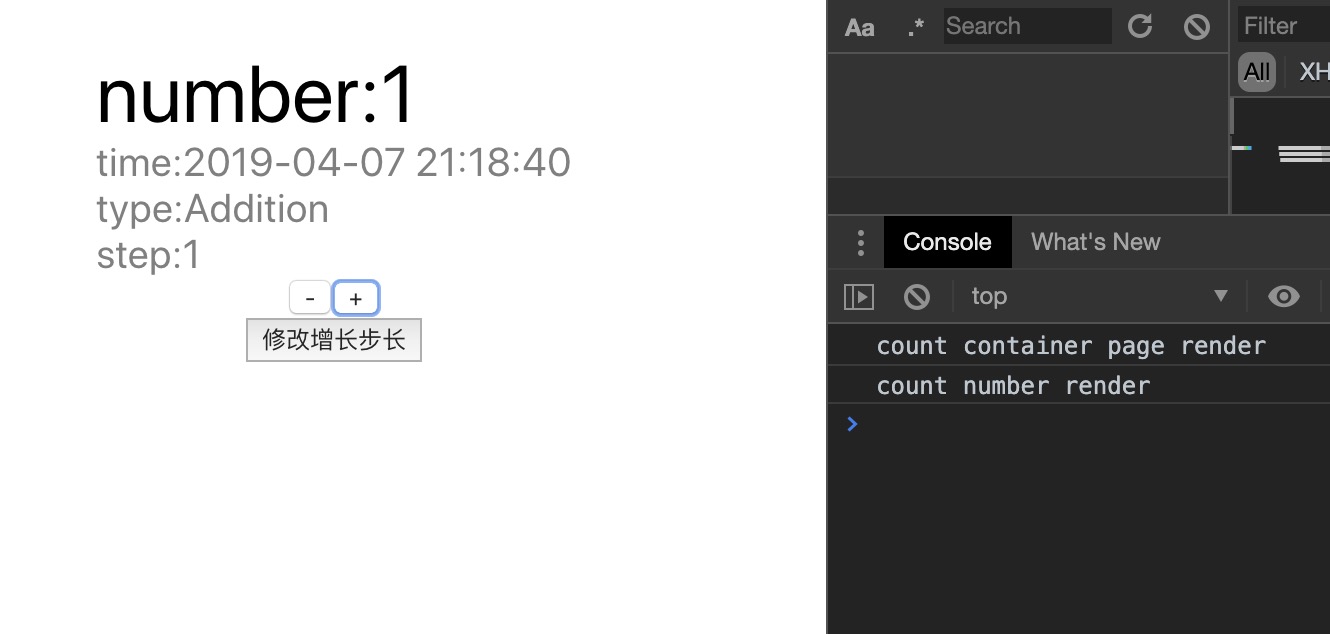 number:1
time:2019-04-07 21:18:40
type:Addition
step:1
- +
修改增长步长
Aa .* Search
Filter
All XH
Console What's New
top
count container page render
count number render